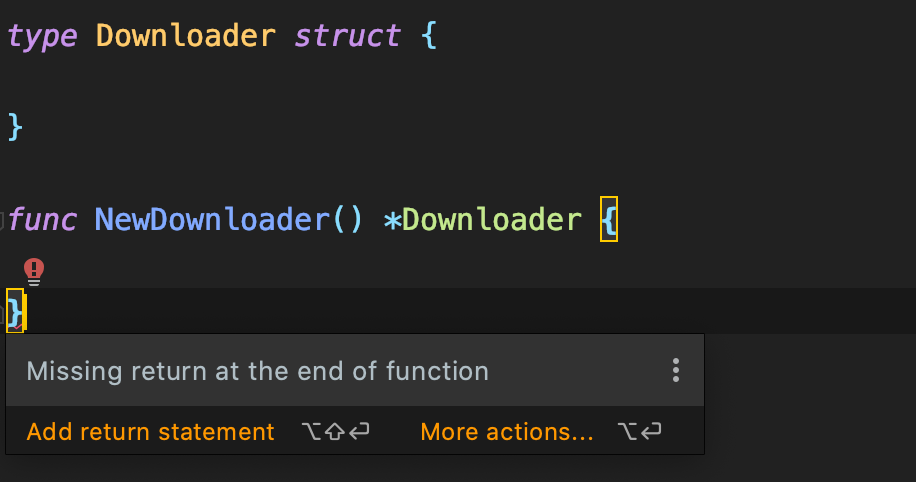 type Downloader struct {
}
func NewDownloader() *Downloader {
}
Missing return at the end of function
Add return statement ⌥⇧⏎ More actions... ⌥⏎